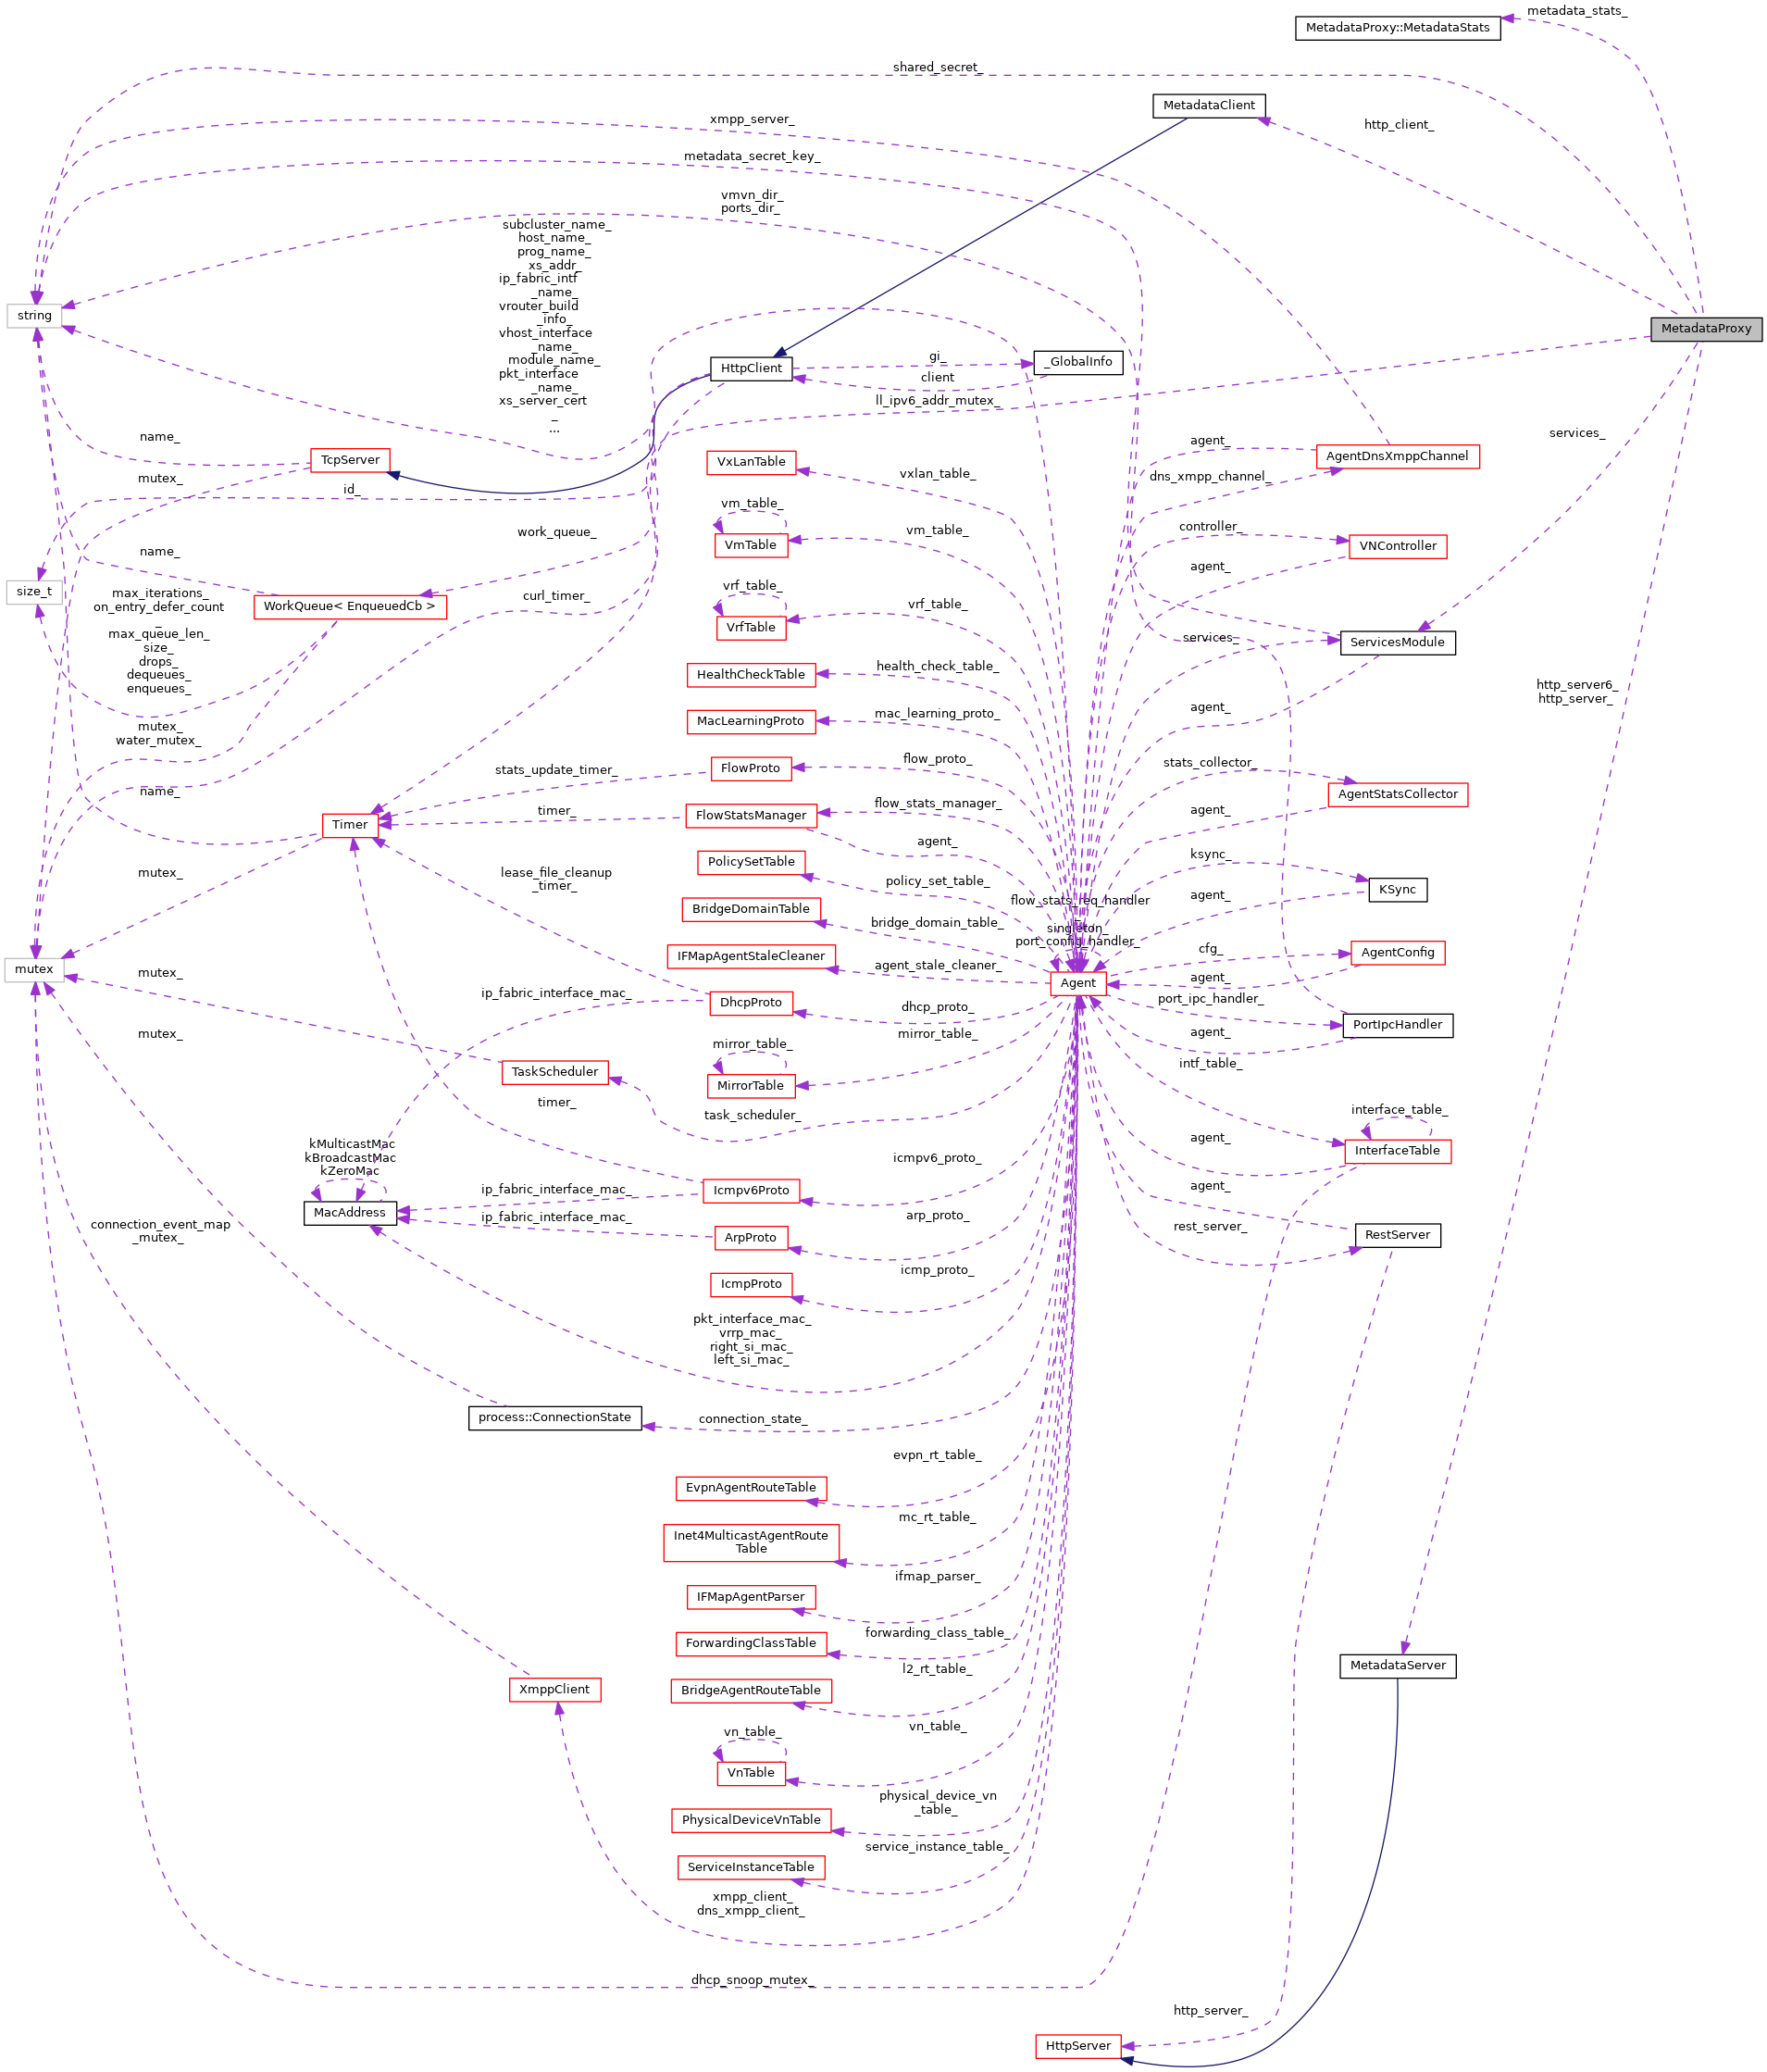 metadata_stats_
MetadataProxy::MetadataStats
shared_secret_
MetadataClient
http_client_
xmpp_server_
metadata_secret_key_
vmvn_dir_
ports_dir_
subcluster_name_
host_name_
prog_name_
xs_addr_
ip_fabric_intf
_name_
vrouter_build
_info_
vhost_interface
_name_
module_name_
pkt_interface
_name_
xs_server_cert
_
...
string
MetadataProxy
HttpClient
gi_
_GlobalInfo
client
ll_ipv6_addr_mutex_
services_
name_
TcpServer
VxLanTable
vxlan_table_
agent_
AgentDnsXmppChannel
dns_xmpp_channel_
mutex_
id_
vm_table_
VmTable
vm_table_
controller_
VNController
work_queue_
name_
agent_
size_t
max_iterations_
on_entry_defer_count
_
max_queue_len_
size_
drops_
dequeues_
enqueues_
WorkQueue< EnqueuedCb >
curl_timer_
vrf_table_
VrfTable
vrf_table_
services_
ServicesModule
HealthCheckTable
health_check_table_
http_server6_
http_server_
MacLearningProto
mac_learning_proto_
agent_
mutex_
water_mutex_
stats_update_timer_
FlowProto
flow_proto_
stats_collector_
AgentStatsCollector
name_
Timer
timer_
FlowStatsManager
flow_stats_manager_
agent_
agent_
PolicySetTable
ksync_
mutex_
lease_file_cleanup
_timer_
policy_set_table_
KSync
agent_
flow_stats_req_handler
_
singleton_
port_config_handler_
BridgeDomainTable
bridge_domain_table_
cfg_
AgentConfig
mutex
mutex_
IFMapAgentStaleCleaner
agent_stale_cleaner_
Agent
agent_
ip_fabric_interface_mac_
DhcpProto
dhcp_proto_
port_ipc_handler_
PortIpcHandler
mutex_
mirror_table_
mirror_table_
agent_
TaskScheduler
MirrorTable
intf_table_
timer_
task_scheduler_
interface_table_
InterfaceTable
agent_
kMulticastMac
kBroadcastMac
kZeroMac
icmpv6_proto_
MacAddress
ip_fabric_interface_mac_
Icmpv6Proto
agent_
ip_fabric_interface_mac_
ArpProto
arp_proto_
rest_server_
RestServer
connection_event_map
_mutex_
IcmpProto
icmp_proto_
pkt_interface_mac_
vrrp_mac_
right_si_mac_
left_si_mac_
process::ConnectionState
connection_state_
evpn_rt_table_
EvpnAgentRouteTable
mc_rt_table_
Inet4MulticastAgentRoute
Table
ifmap_parser_
IFMapAgentParser
forwarding_class_table_
ForwardingClassTable
l2_rt_table_
MetadataServer
XmppClient
BridgeAgentRouteTable
vn_table_
vn_table_
VnTable
physical_device_vn
_table_
PhysicalDeviceVnTable
service_instance_table_
ServiceInstanceTable
xmpp_client_
dns_xmpp_client_
dhcp_snoop_mutex_
http_server_
HttpServer